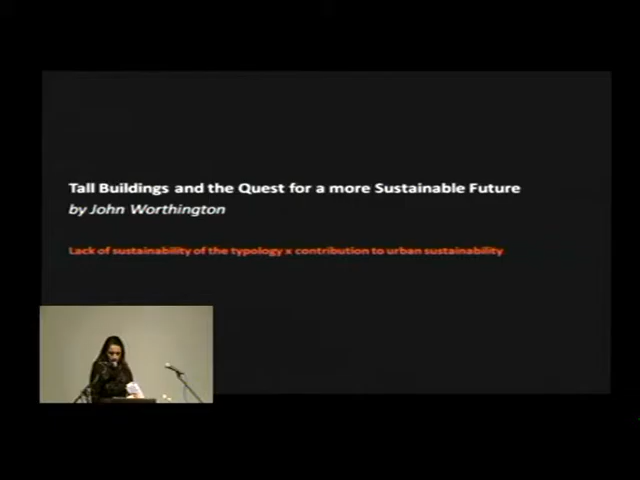 Tall Buildings and the Quest for a more Sustainable Future
by John Worthington
Lack of sustainability of the typology x contribution to urban sustainability